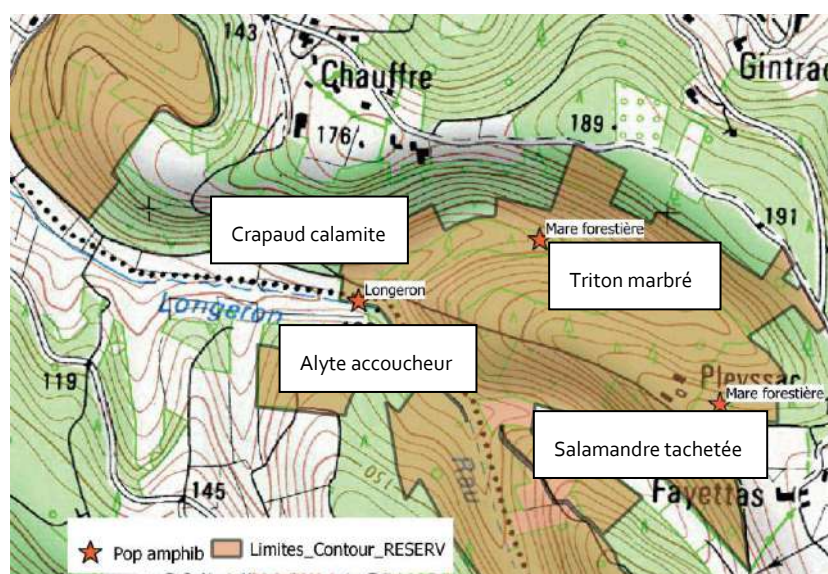 143
Chauffre
Gintrac
176
189
191
Crapaud calamite
Mare forestière
Triton marbré
Longeron
Longeron
Alyte accoucheur
119
Pleyssac
Mare forestière
Salamandre tachetée
150
Rau
145
Fayettas
Pop amphib
Limites_Contour_RESERV